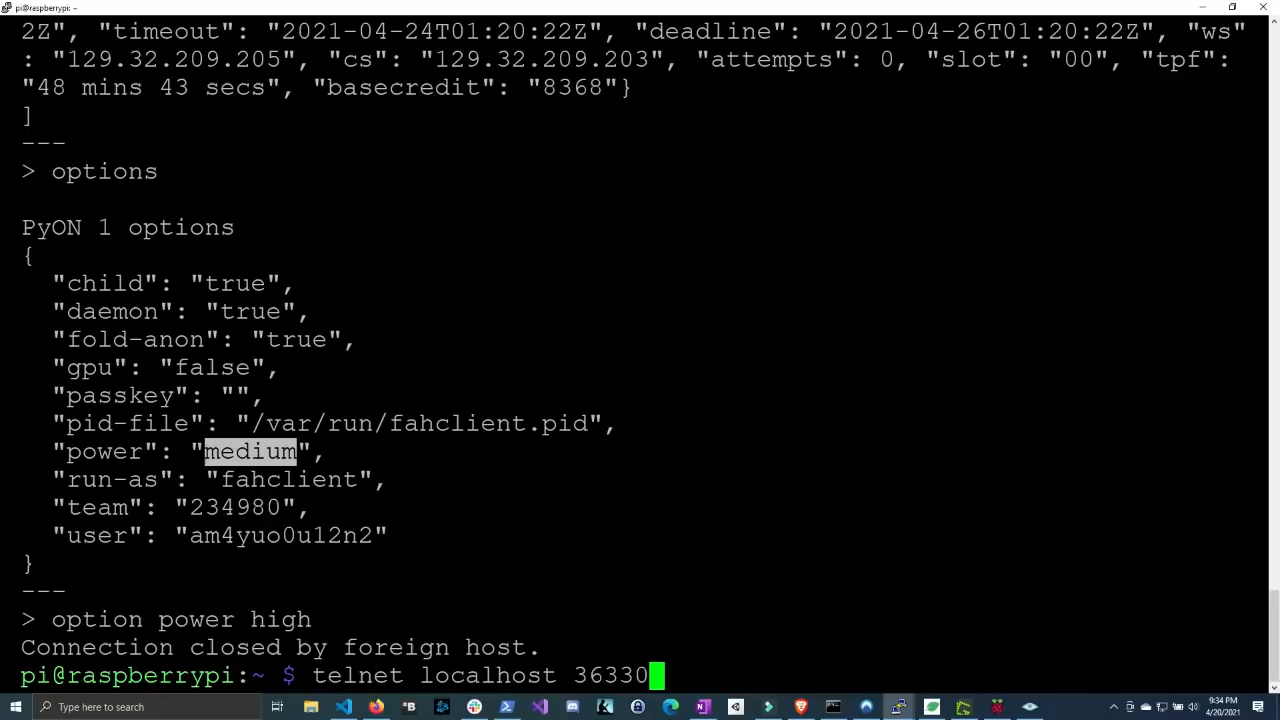 pi@raspberrypi: ~
2Z", "timeout": "2021-04-24T01:20:22Z", "deadline": "2021-04-26T01:20:22Z", "ws"
: "129.32.209.205", "cs": "129.32.209.203", "attempts": 0, "slot": "00", "tpf":
"48 mins 43 secs", "basecredit": "8368"}
]
---
> options
PyON 1 options
{
"child": "true",
"daemon": "true",
"fold-anon": "true",
"gpu": "false",
"passkey": "",
"pid-file": "/var/run/fahclient.pid",
"power": "medium",
"run-as": "fahclient",
"team": "234980",
"user": "am4yuo0u12n2"
}
---
> option power high
Connection closed by foreign host.
pi@raspberrypi:~ $ telnet localhost 36330
Type here to search
9:34 PM
4/20/2021